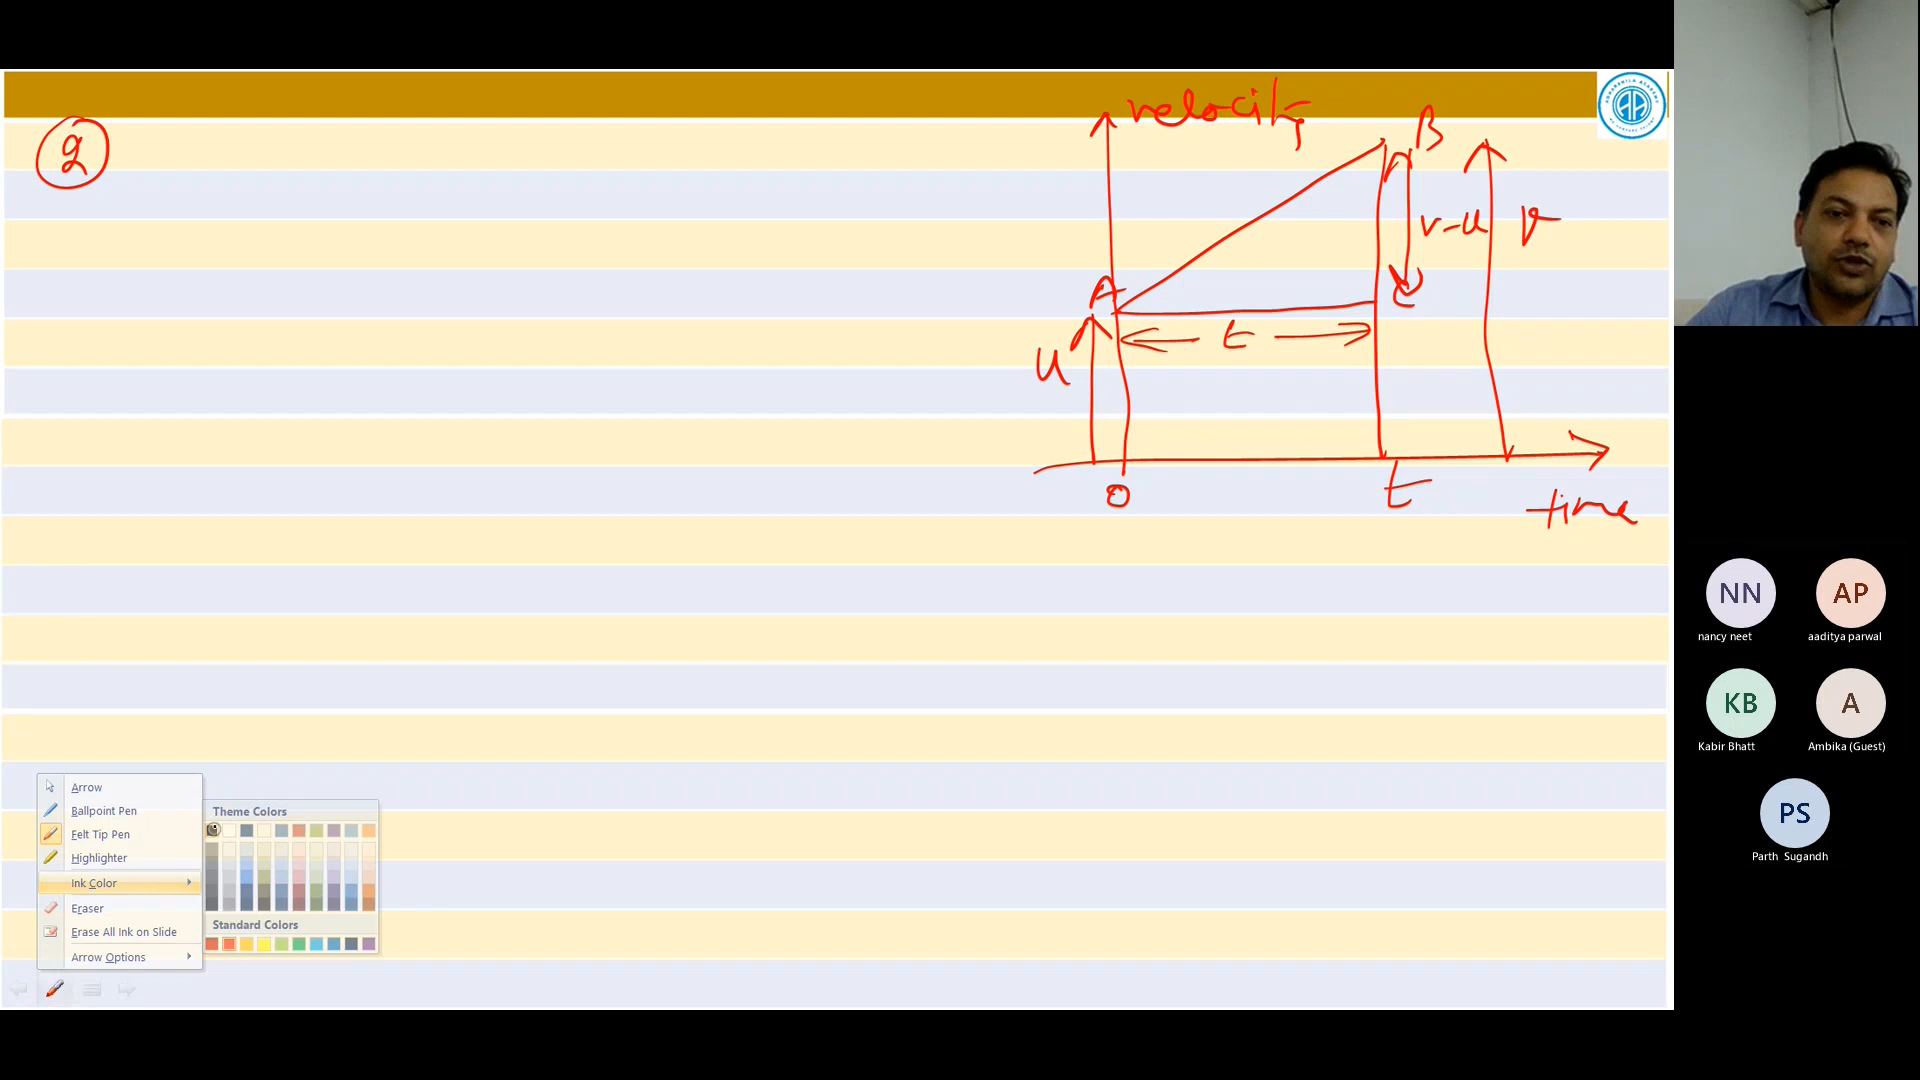 2
velocity
B
v-u
v
A
C
t
u
0
t
time
Arrow
Ballpoint Pen
Felt Tip Pen
Highlighter
Ink Color
Eraser
Erase All Ink on Slide
Arrow Options
Theme Colors
Standard Colors
NN
AP
nancy neet
aaditya parwal
KB
A
Kabir Bhatt
Ambika (Guest)
PS
Parth Sugandh